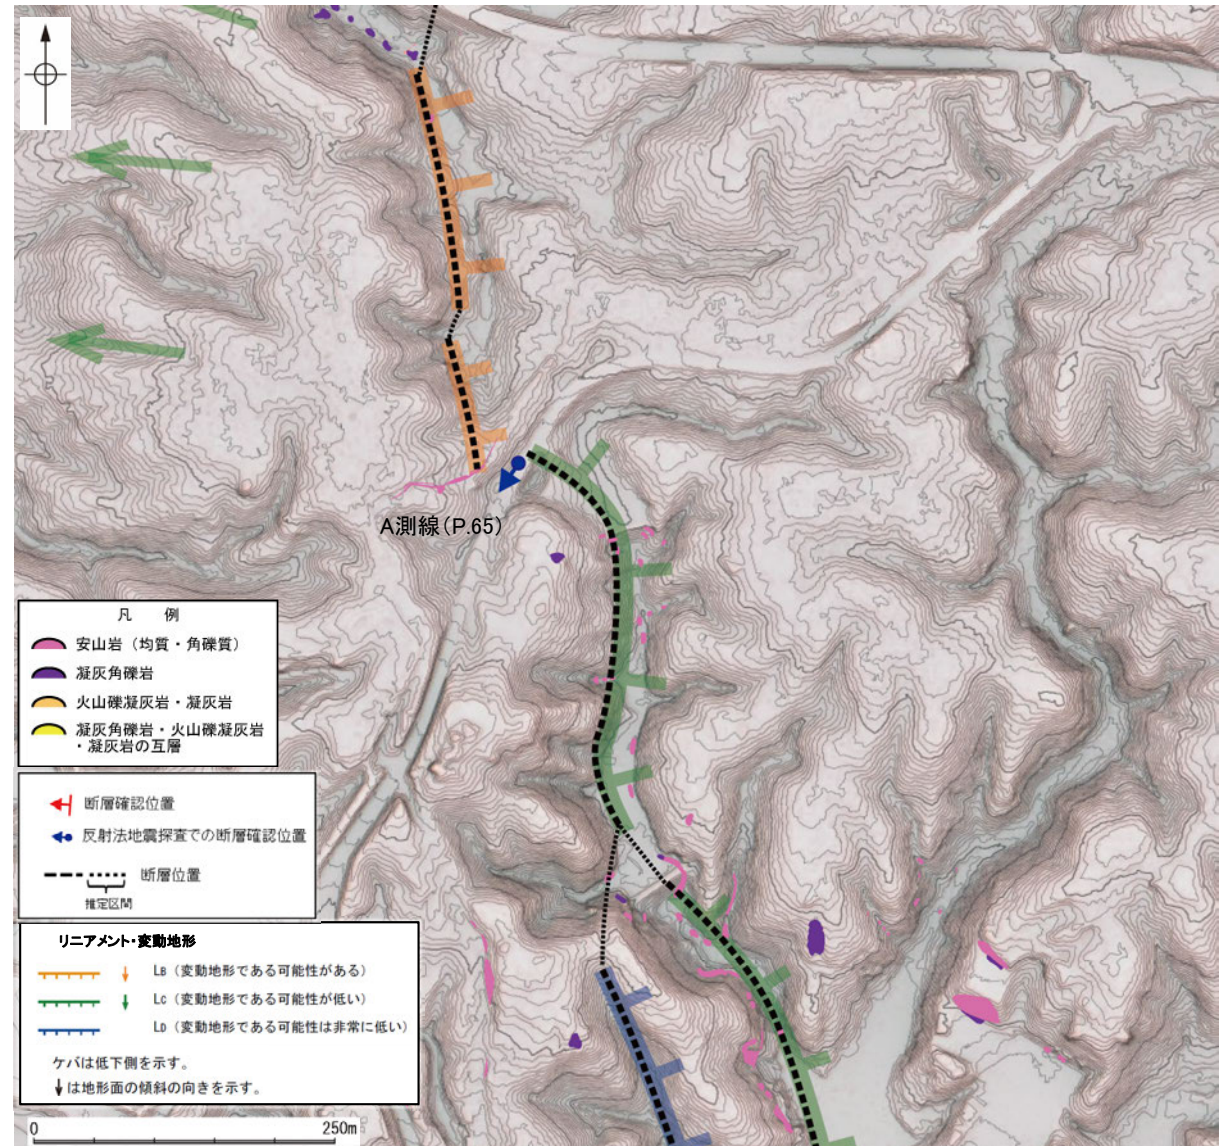 A測線(P.65)
凡 例
安山岩（均質・角礫質）
凝灰角礫岩
火山礫凝灰岩・凝灰岩
凝灰角礫岩・火山礫凝灰岩
・凝灰岩の互層
断層確認位置
反射法地震探査での断層確認位置
断層位置
推定区間
リニアメント・変動地形
LB（変動地形である可能性がある）
LC（変動地形である可能性が低い）
LD（変動地形である可能性は非常に低い）
ケバは低下側を示す。
↓は地形面の傾斜の向きを示す。
0 250m